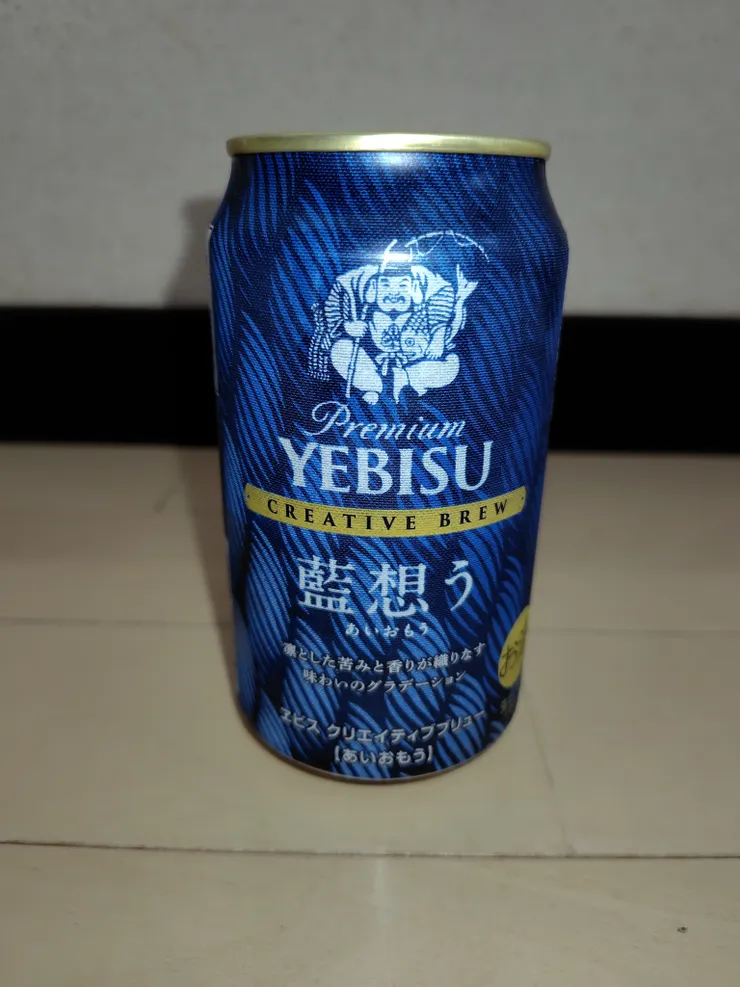 Premium
YEBISU
CREATIVE BREW
藍想う
あいおもう
凛とした苦みと香りが織りなす
味わいのグラデーション
ヱビス クリエイティブブリュー
【あいおもう】